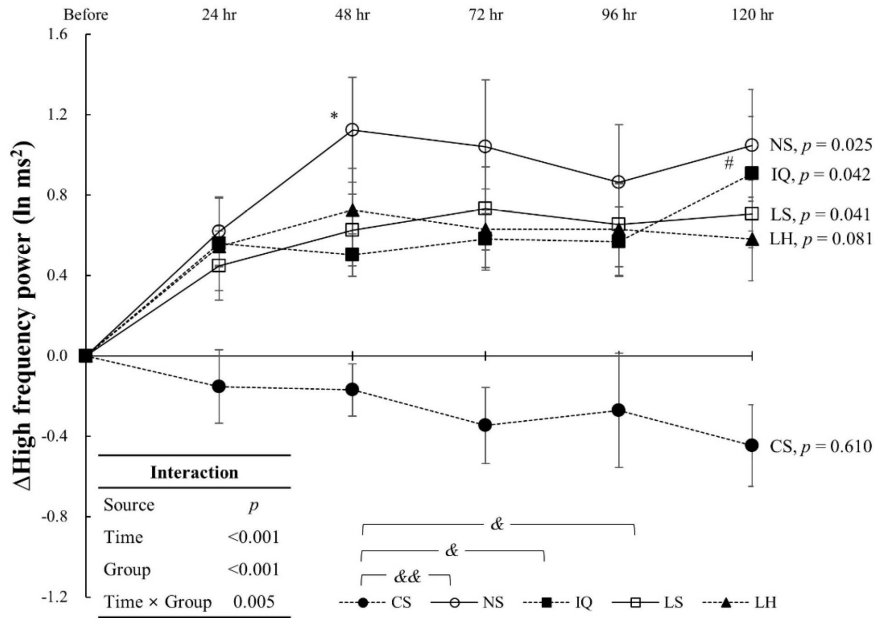 Before 24 hr 48 hr 72 hr 96 hr 120 hr
ΔHigh frequency power (ln ms²)
1.6
1.2
0.8
0.4
0.0
-0.4
-0.8
-1.2
*
#
NS, p = 0.025
IQ, p = 0.042
LS, p = 0.041
LH, p = 0.081
CS, p = 0.610
Interaction
Source p
Time <0.001
Group <0.001
Time × Group 0.005
&
&
&&
CS NS IQ LS LH